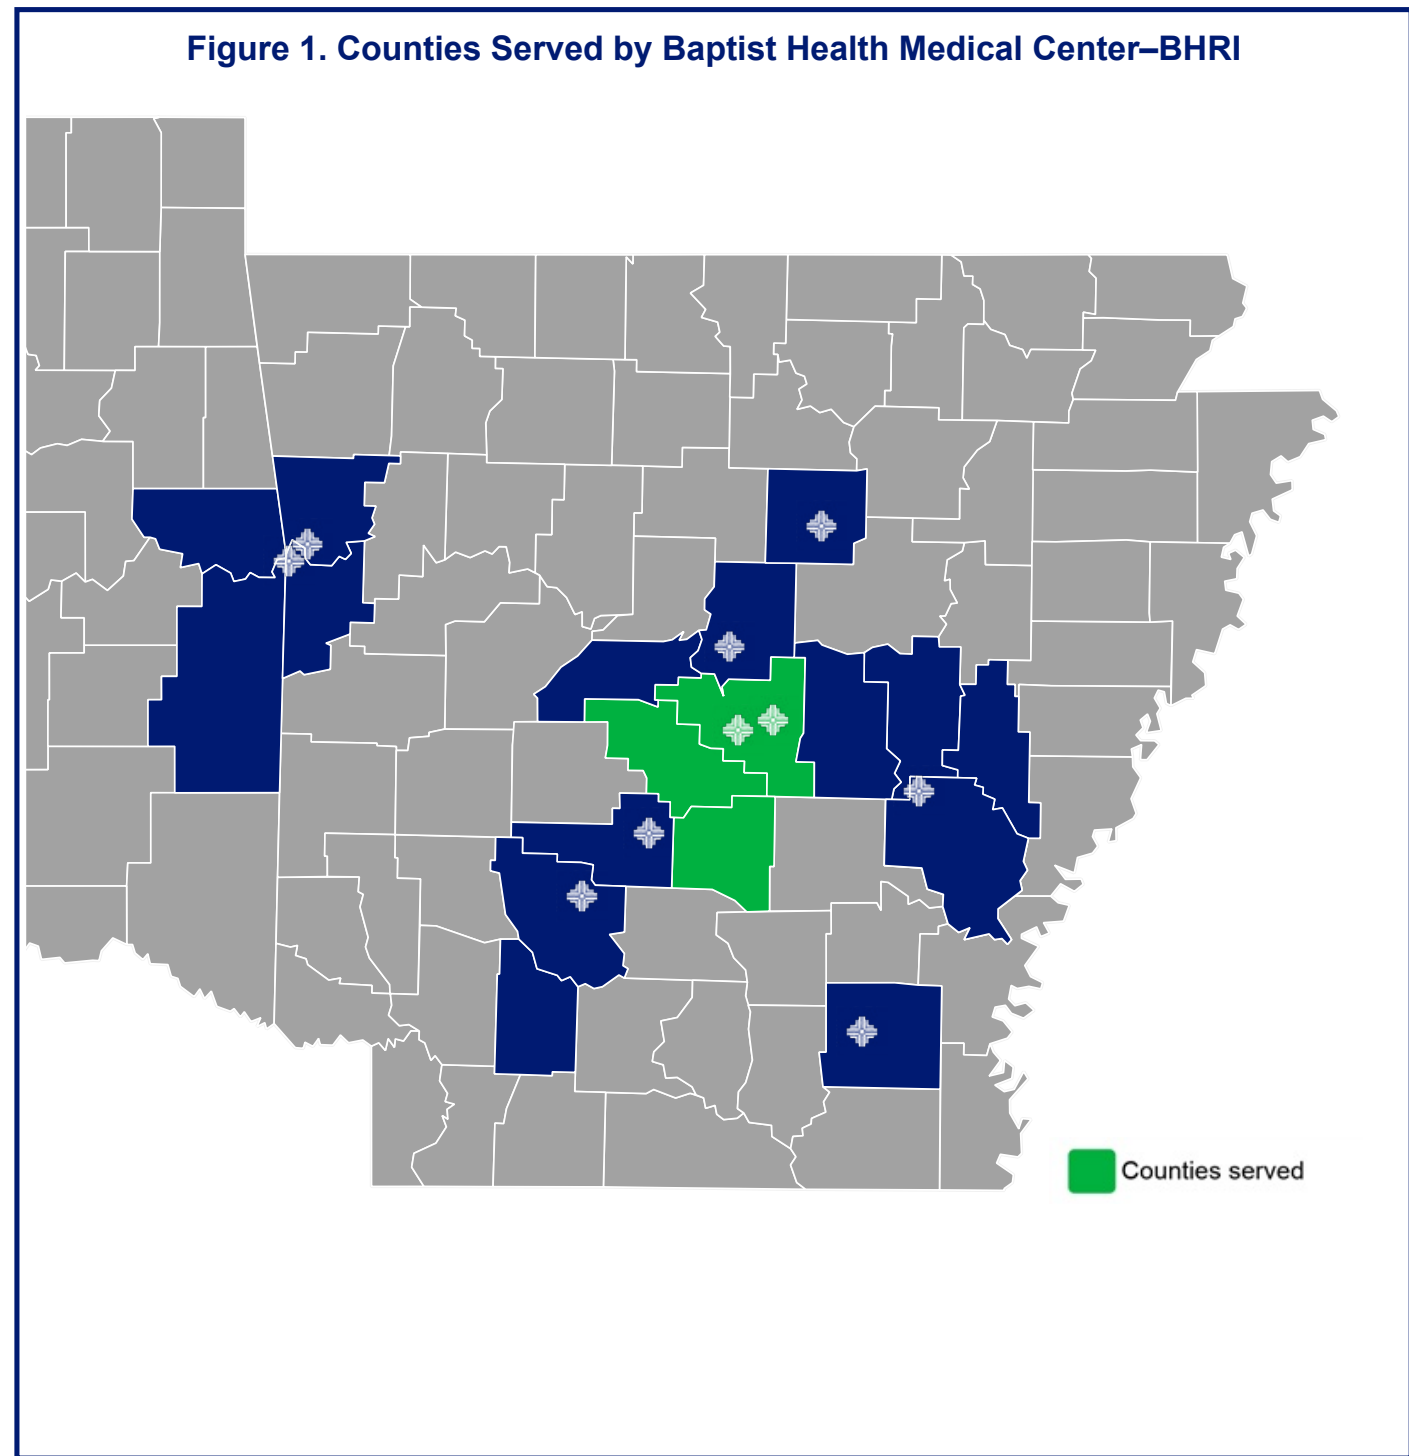 Figure 1. Counties Served by Baptist Health Medical Center–BHRI
Counties served